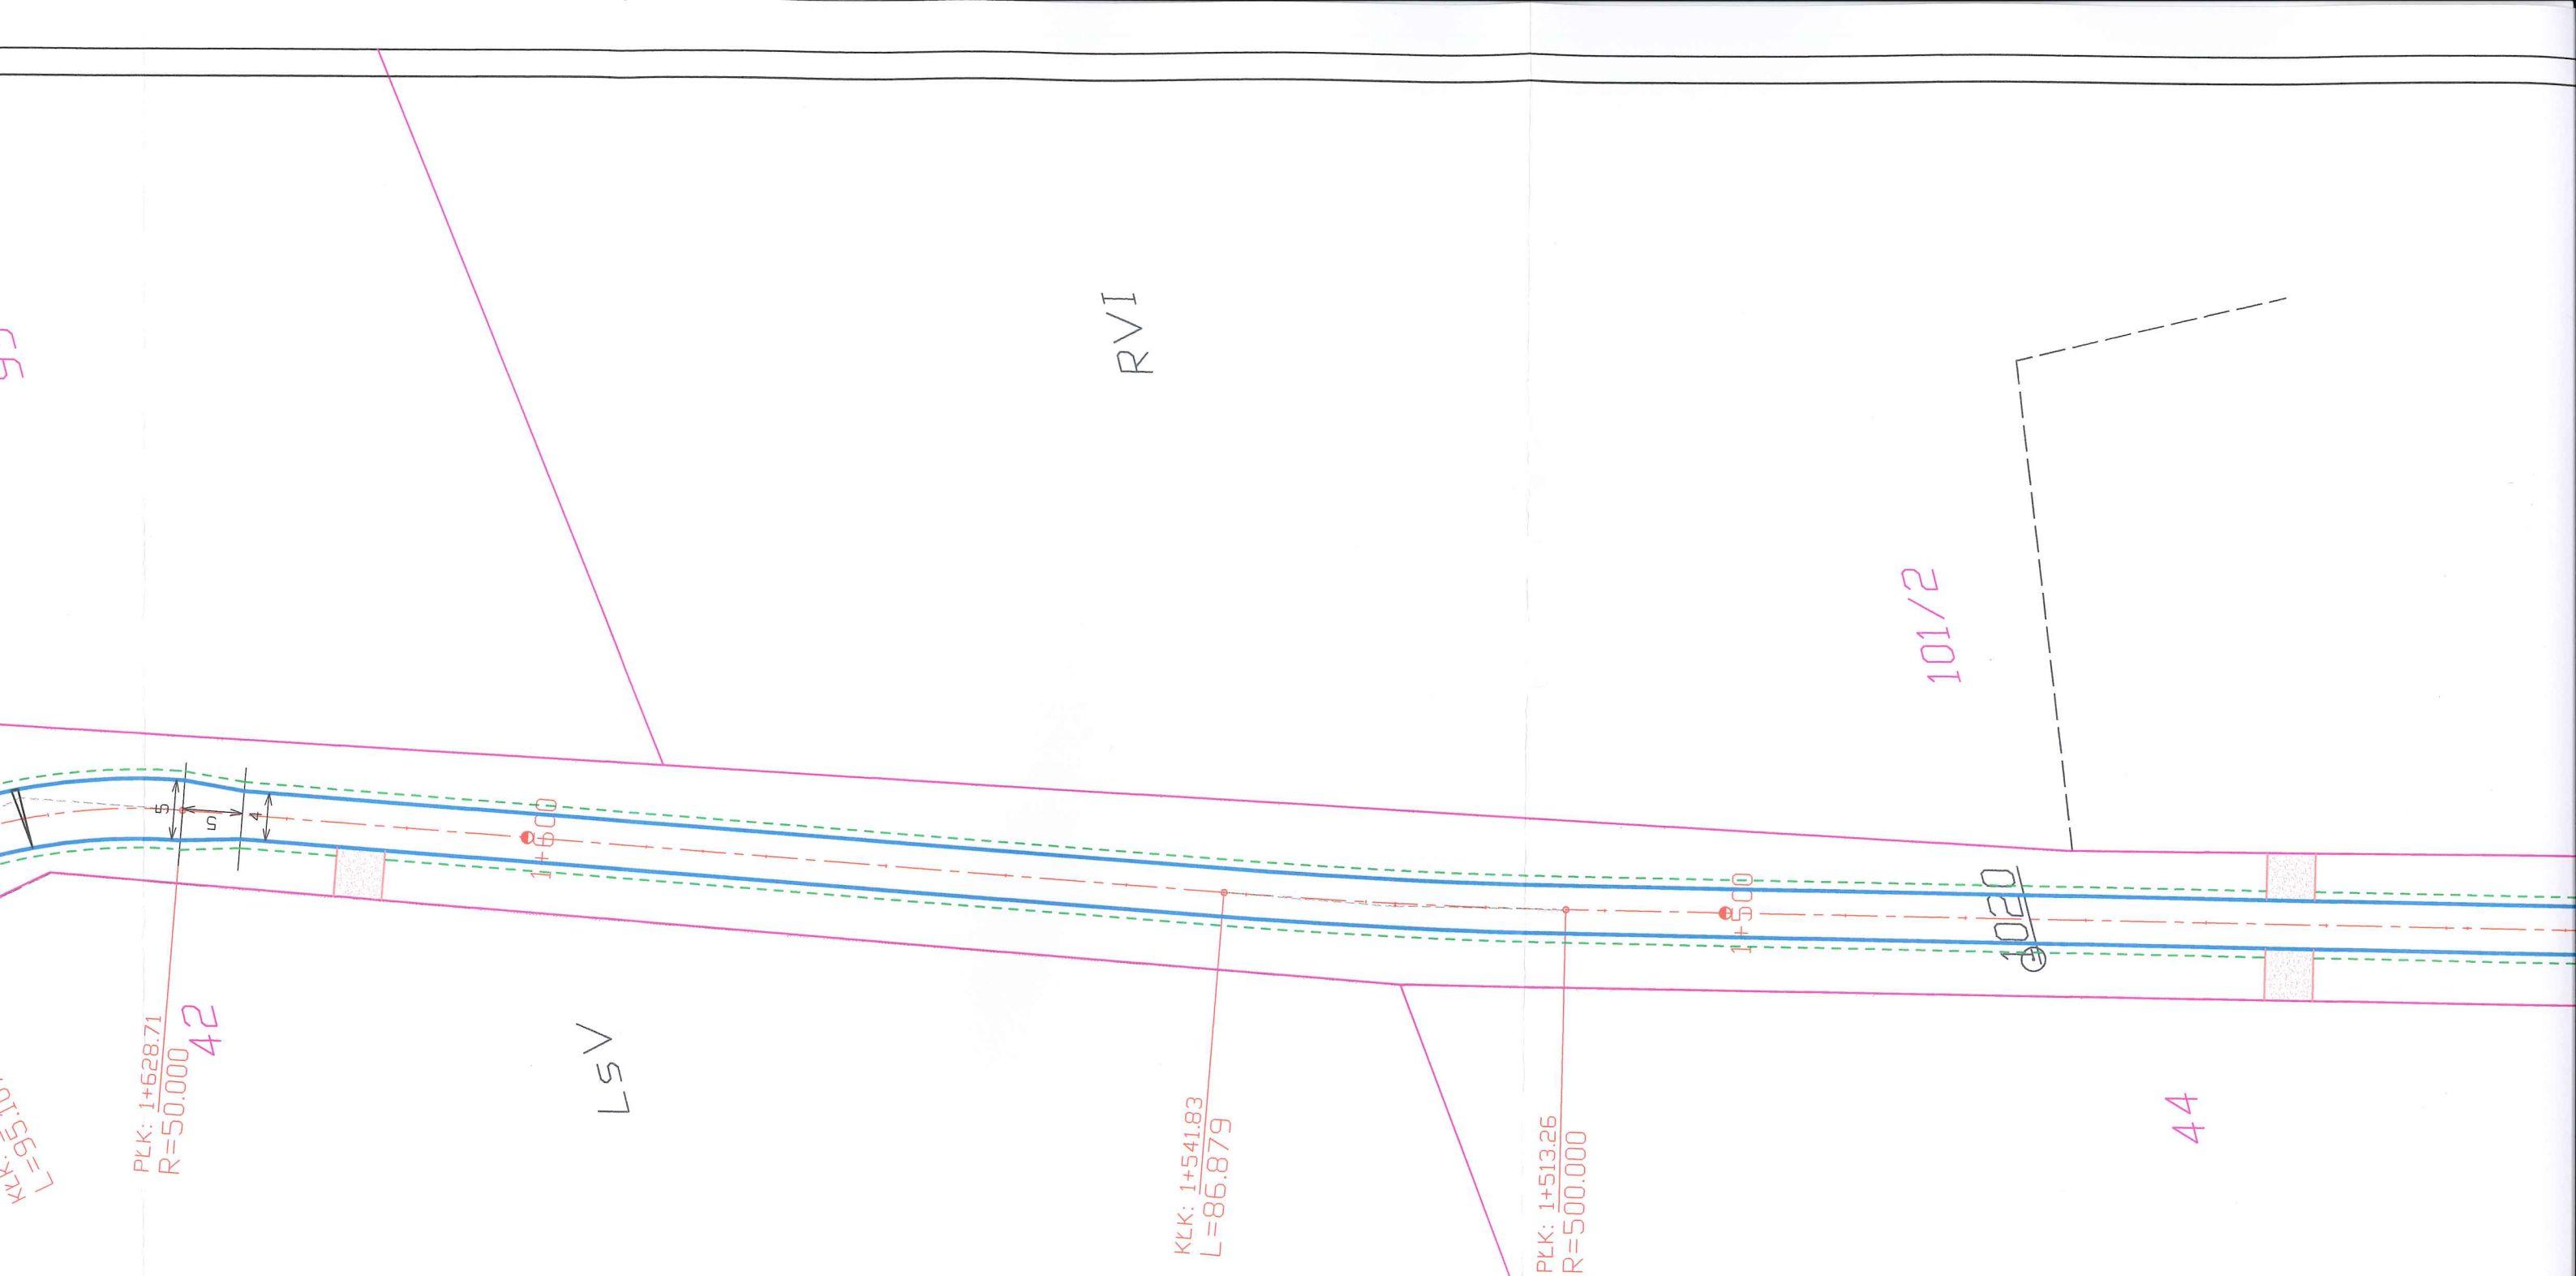 RVI
101/2
5
5
4
1+600
1+500
1020
PŁK: 1+628.71
R=50.000
42
LsV
KŁK: 1+541.83
L=86.879
PŁK: 1+513.26
R=500.000
44